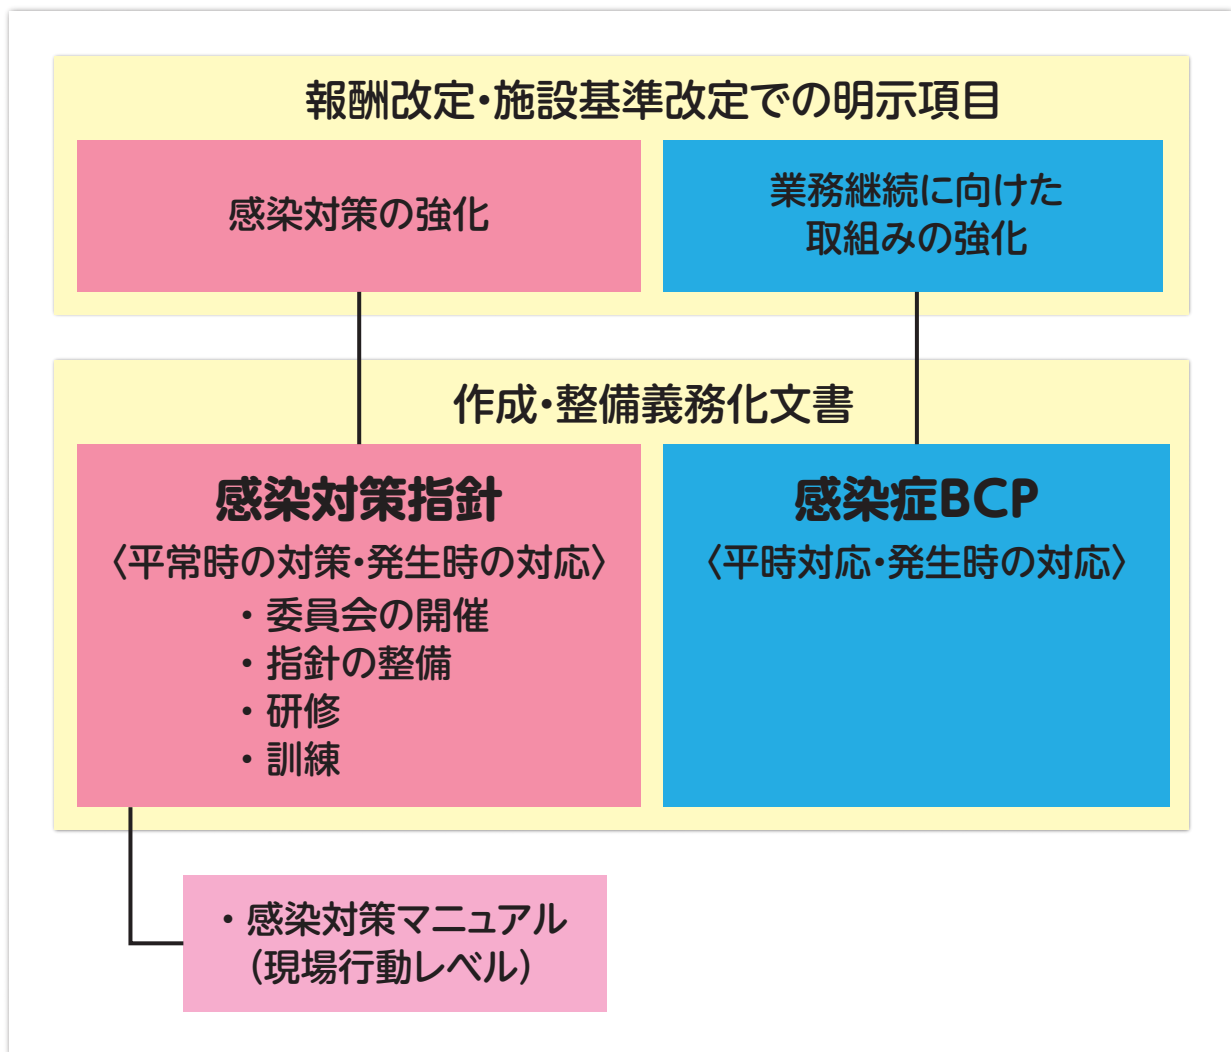 報酬改定・施設基準改定での明示項目
感染対策の強化
業務継続に向けた
取組みの強化
作成・整備義務化文書
感染対策指針
〈平常時の対策・発生時の対応〉
・委員会の開催
・指針の整備
・研修
・訓練
感染症BCP
〈平時対応・発生時の対応〉
・感染対策マニュアル
(現場行動レベル)